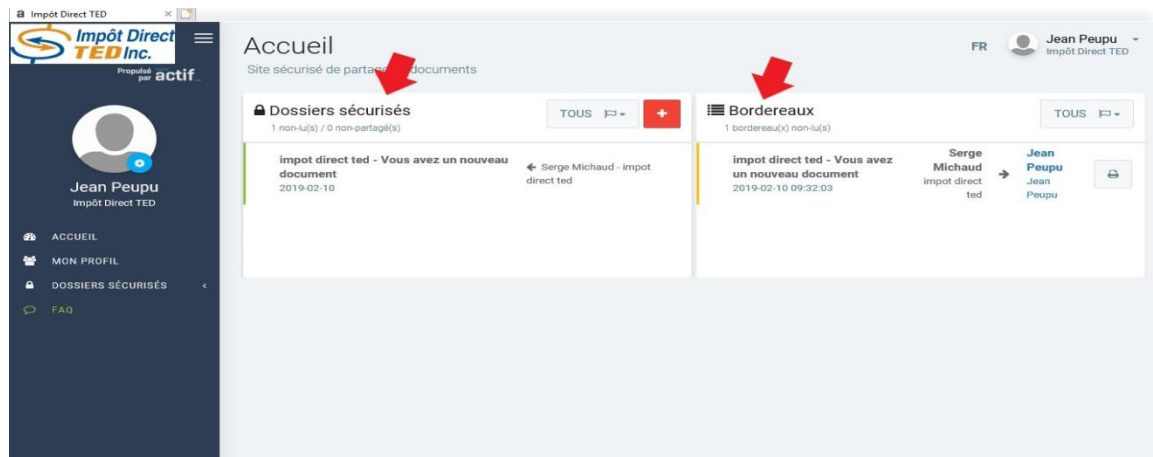 Impôt Direct TED
Impôt Direct
TED Inc.
Propulsé par actif_
Jean Peupu
Impôt Direct TED
ACCUEIL
MON PROFIL
DOSSIERS SÉCURISÉS
FAQ
Accueil
Site sécurisé de partage documents
FR
Jean Peupu
Impôt Direct TED
Dossiers sécurisés
1 non-lu(s) / 0 non-partagé(s)
TOUS
+
impot direct ted - Vous avez un nouveau
document
2019-02-10
Serge Michaud - impot
direct ted
Bordereaux
1 bordereau(x) non-lu(s)
TOUS
impot direct ted - Vous avez
un nouveau document
2019-02-10 09:32:03
Serge
Michaud
impot direct
ted
Jean
Peupu
Jean
Peupu